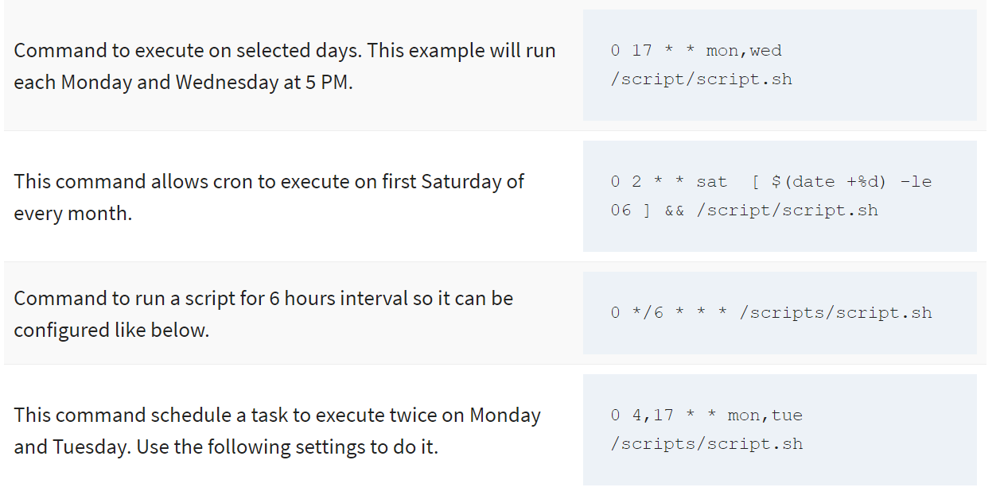 Command to execute on selected days. This example will run
each Monday and Wednesday at 5 PM.
0 17 * * mon,wed
/script/script.sh
This command allows cron to execute on first Saturday of
every month.
0 2 * * sat  [ $(date +%d) -le
06 ] && /script/script.sh
Command to run a script for 6 hours interval so it can be
configured like below.
0 */6 * * * /scripts/script.sh
This command schedule a task to execute twice on Monday
and Tuesday. Use the following settings to do it.
0 4,17 * * mon,tue
/scripts/script.sh